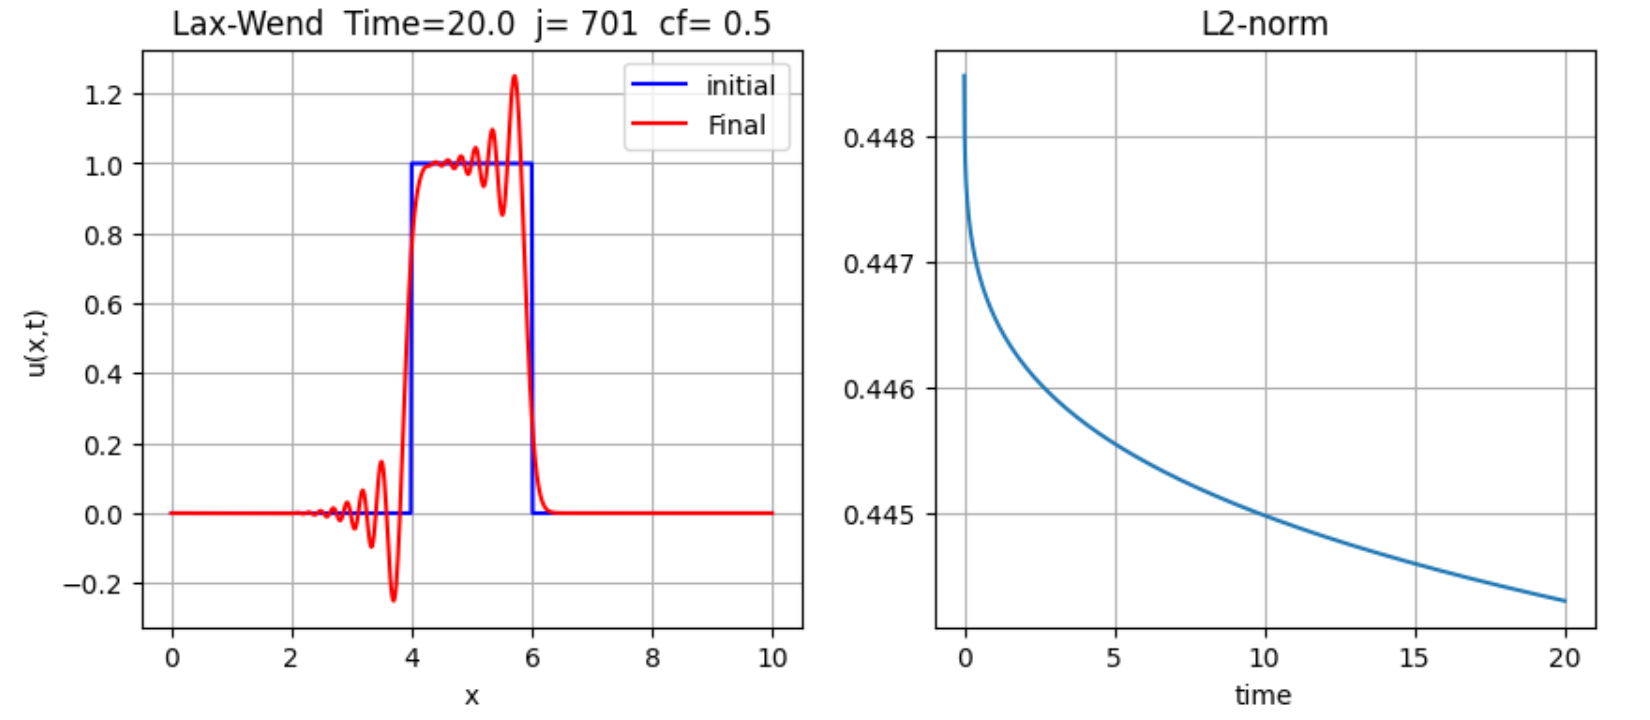 Lax-Wend  Time=20.0  j= 701  cf= 0.5
initial
Final
1.2
1.0
0.8
0.6
0.4
0.2
0.0
−0.2
u(x,t)
0 2 4 6 8 10
x
L2-norm
0.448
0.447
0.446
0.445
0 5 10 15 20
time